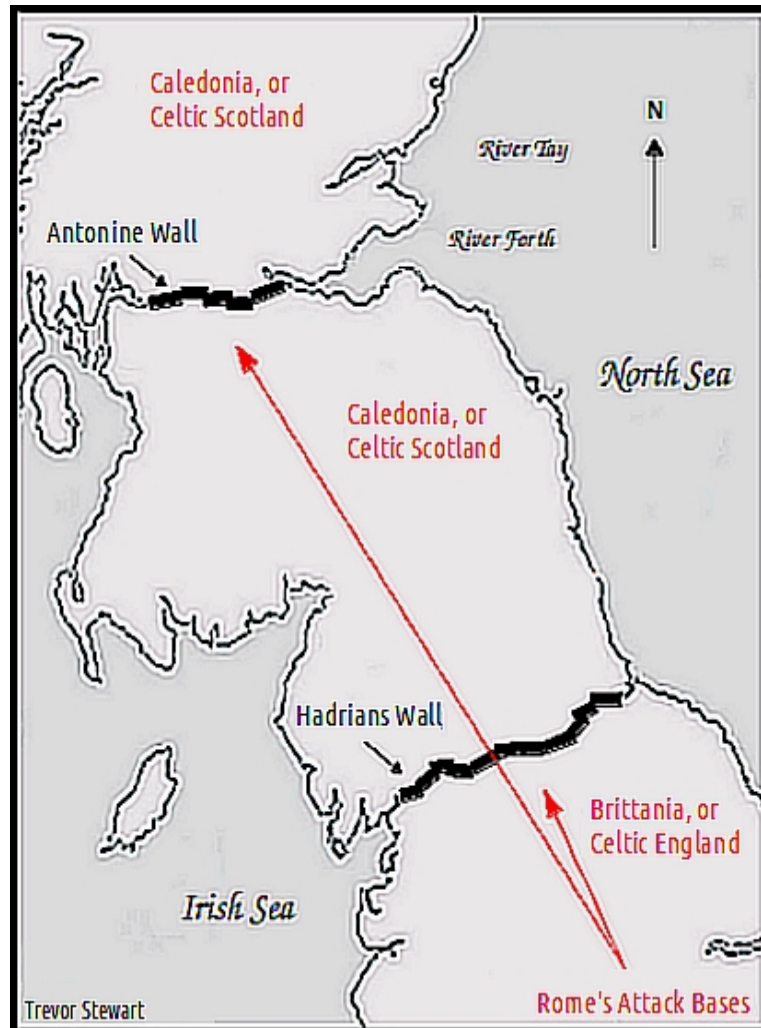 Caledonia, or
Celtic Scotland
N
River Tay
Antonine Wall
River Forth
North Sea
Caledonia, or
Celtic Scotland
Hadrians Wall
Brittania, or
Celtic England
Irish Sea
Rome's Attack Bases
Trevor Stewart